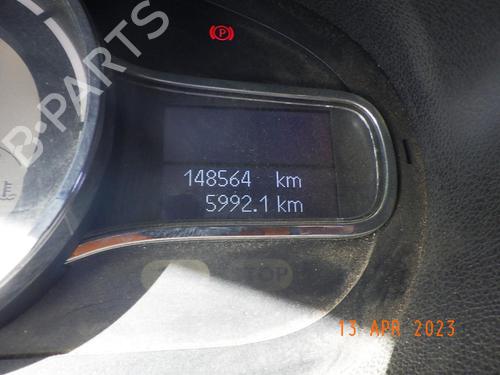 B-PARTS
(P)
148564 km
5992.1 km
STOP
13 APR 2023